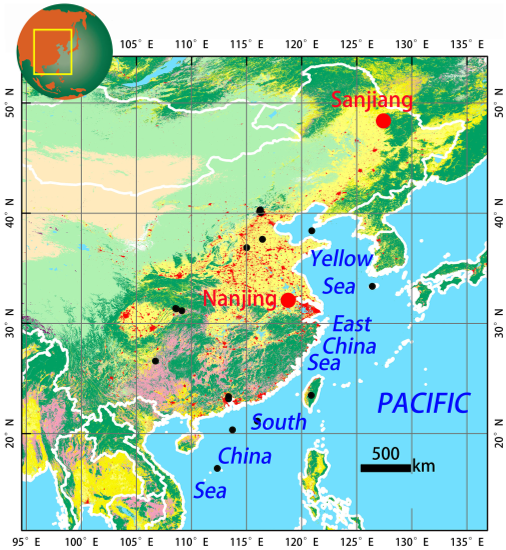 105° E 110° E 115° E 120° E 125° E 130° E 135° E
50° N
40° N
30° N
20° N
Sanjiang
Nanjing
Yellow
Sea
East
China
Sea
PACIFIC
South
China
Sea
500
km
95° E 100° E 105° E 110° E 115° E 120° E 125° E 130° E 135° E